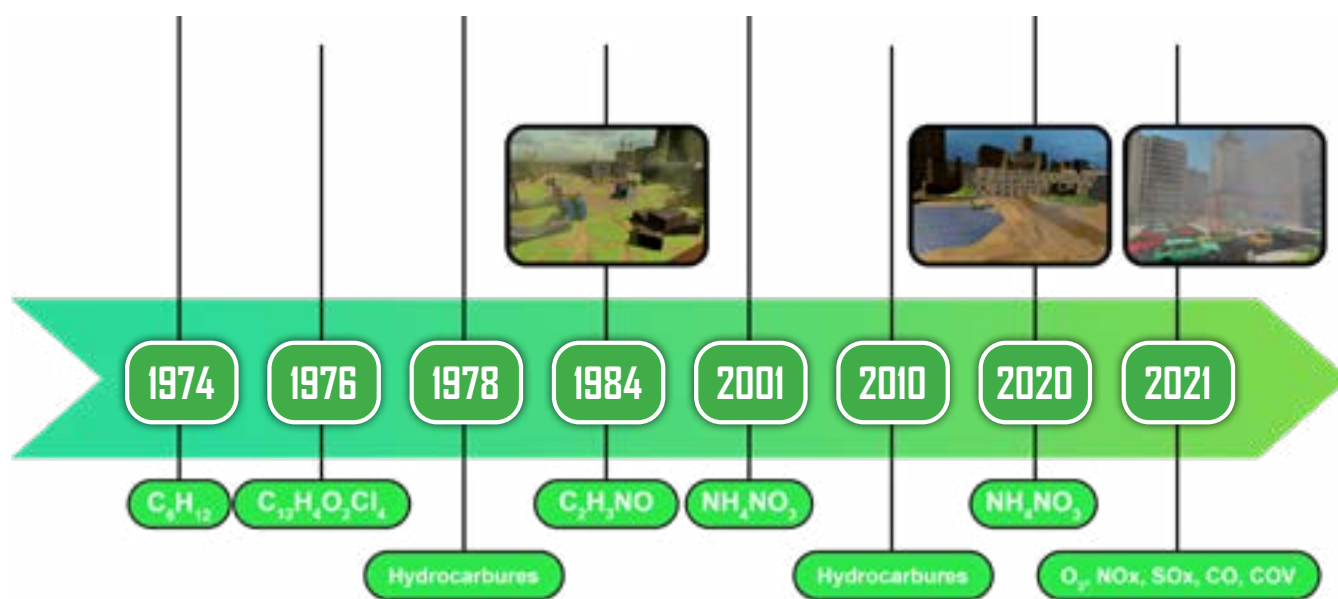 1974 1976 1978 1984 2001 2010 2020 2021
C₆H₁₂ C₁₂H₄O₂Cl₄ C₂H₃NO NH₄NO₃ NH₄NO₃
Hydrocarbures Hydrocarbures O₃, NOx, SOx, CO, COV